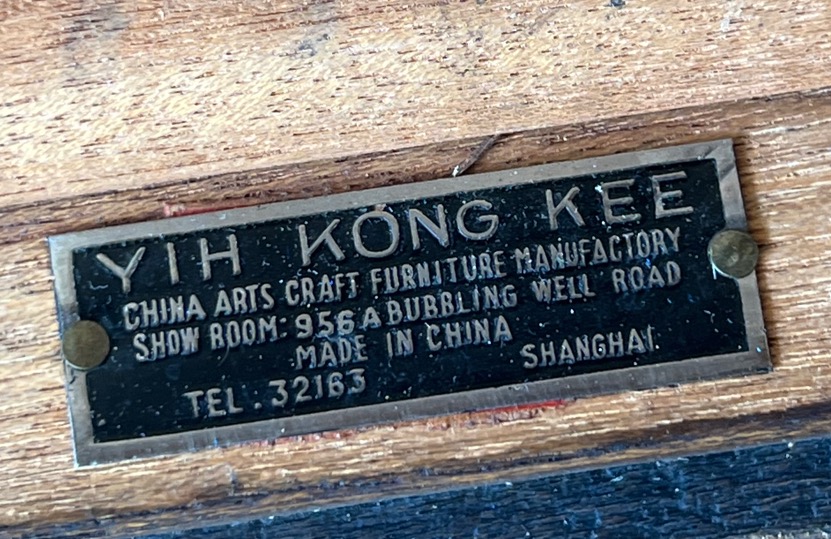 YIH KONG KEE
CHINA ARTS CRAFT FURNITURE MANUFACTORY
SHOW ROOM: 956A BUBBLING WELL ROAD
MADE IN CHINA
SHANGHAI.
TEL. 32163